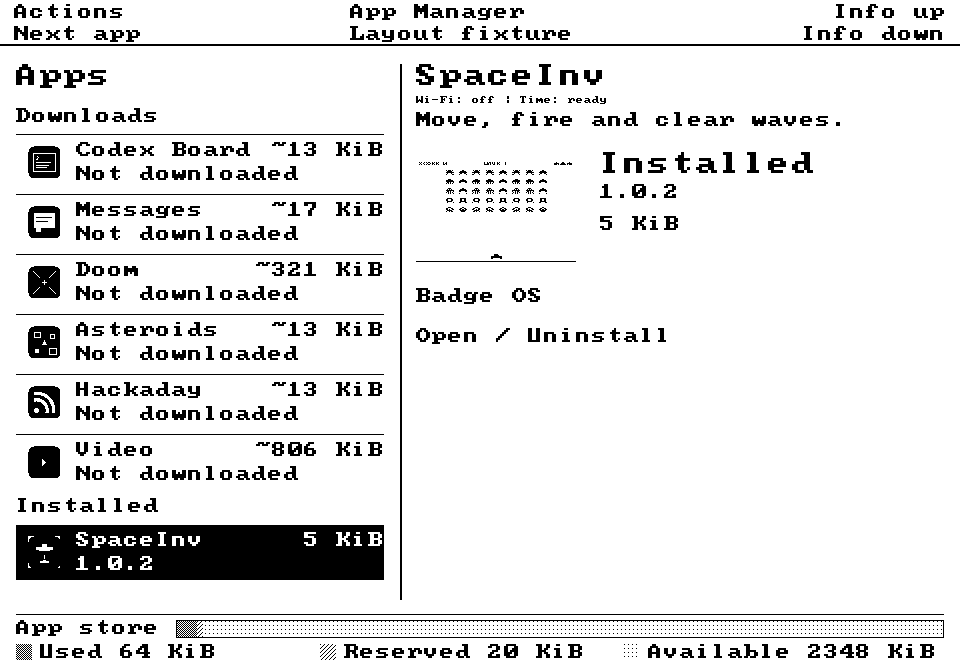 Actions App Manager Info up
Next app Layout fixture Info down
Apps
Downloads
Codex Board ~13 KiB
Not downloaded
Messages ~17 KiB
Not downloaded
Doom ~321 KiB
Not downloaded
Asteroids ~13 KiB
Not downloaded
Hackaday ~13 KiB
Not downloaded
Video ~806 KiB
Not downloaded
Installed
SpaceInv 5 KiB
1.0.2
SpaceInv
Wi-Fi: off | Time: ready
Move, fire and clear waves.
Installed
1.0.2
5 KiB
Badge OS
Open / Uninstall
App store
Used 64 KiB Reserved 20 KiB Available 2348 KiB